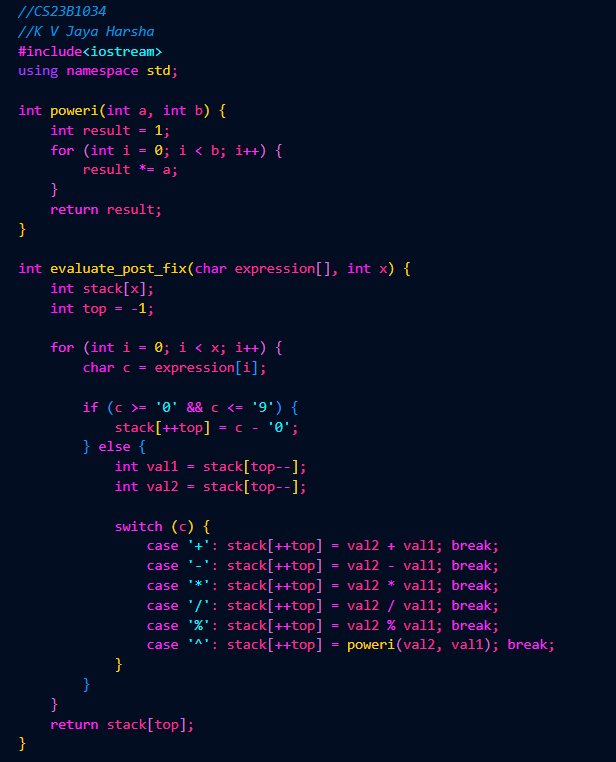 //CS23B1034
//K V Jaya Harsha
#include<iostream>
using namespace std;

int poweri(int a, int b) {
    int result = 1;
    for (int i = 0; i < b; i++) {
        result *= a;
    }
    return result;
}

int evaluate_post_fix(char expression[], int x) {
    int stack[x];
    int top = -1;

    for (int i = 0; i < x; i++) {
        char c = expression[i];

        if (c >= '0' && c <= '9') {
            stack[++top] = c - '0';
        } else {
            int val1 = stack[top--];
            int val2 = stack[top--];

            switch (c) {
                case '+': stack[++top] = val2 + val1; break;
                case '-': stack[++top] = val2 - val1; break;
                case '*': stack[++top] = val2 * val1; break;
                case '/': stack[++top] = val2 / val1; break;
                case '%': stack[++top] = val2 % val1; break;
                case '^': stack[++top] = poweri(val2, val1); break;
            }
        }
    }
    return stack[top];
}